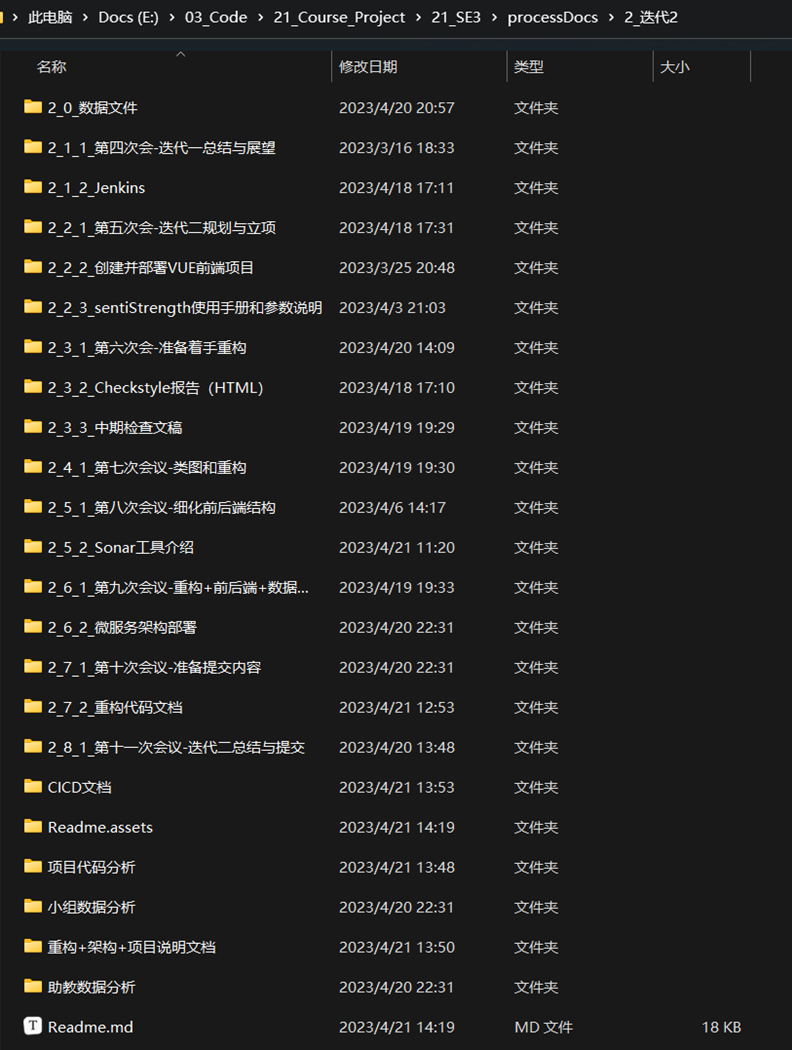 此电脑 > Docs (E:) > 03_Code > 21_Course_Project > 21_SE3 > processDocs > 2_迭代2
名称 修改日期 类型 大小
2_0_数据文件 2023/4/20 20:57 文件夹
2_1_1_第四次会-迭代一总结与展望 2023/3/16 18:33 文件夹
2_1_2_Jenkins 2023/4/18 17:11 文件夹
2_2_1_第五次会-迭代二规划与立项 2023/4/18 17:31 文件夹
2_2_2_创建并部署VUE前端项目 2023/3/25 20:48 文件夹
2_2_3_sentiStrength使用手册和参数说明 2023/4/3 21:03 文件夹
2_3_1_第六次会-准备着手重构 2023/4/20 14:09 文件夹
2_3_2_Checkstyle报告（HTML） 2023/4/18 17:10 文件夹
2_3_3_中期检查文稿 2023/4/19 19:29 文件夹
2_4_1_第七次会议-类图和重构 2023/4/19 19:30 文件夹
2_5_1_第八次会议-细化前后端结构 2023/4/6 14:17 文件夹
2_5_2_Sonar工具介绍 2023/4/21 11:20 文件夹
2_6_1_第九次会议-重构+前后端+数据... 2023/4/19 19:33 文件夹
2_6_2_微服务架构部署 2023/4/20 22:31 文件夹
2_7_1_第十次会议-准备提交内容 2023/4/20 22:31 文件夹
2_7_2_重构代码文档 2023/4/21 12:53 文件夹
2_8_1_第十一次会议-迭代二总结与提交 2023/4/20 13:48 文件夹
CICD文档 2023/4/21 13:53 文件夹
Readme.assets 2023/4/21 14:19 文件夹
项目代码分析 2023/4/21 13:48 文件夹
小组数据分析 2023/4/20 22:31 文件夹
重构+架构+项目说明文档 2023/4/21 13:50 文件夹
助教数据分析 2023/4/20 22:31 文件夹
T Readme.md 2023/4/21 14:19 MD 文件 18 KB